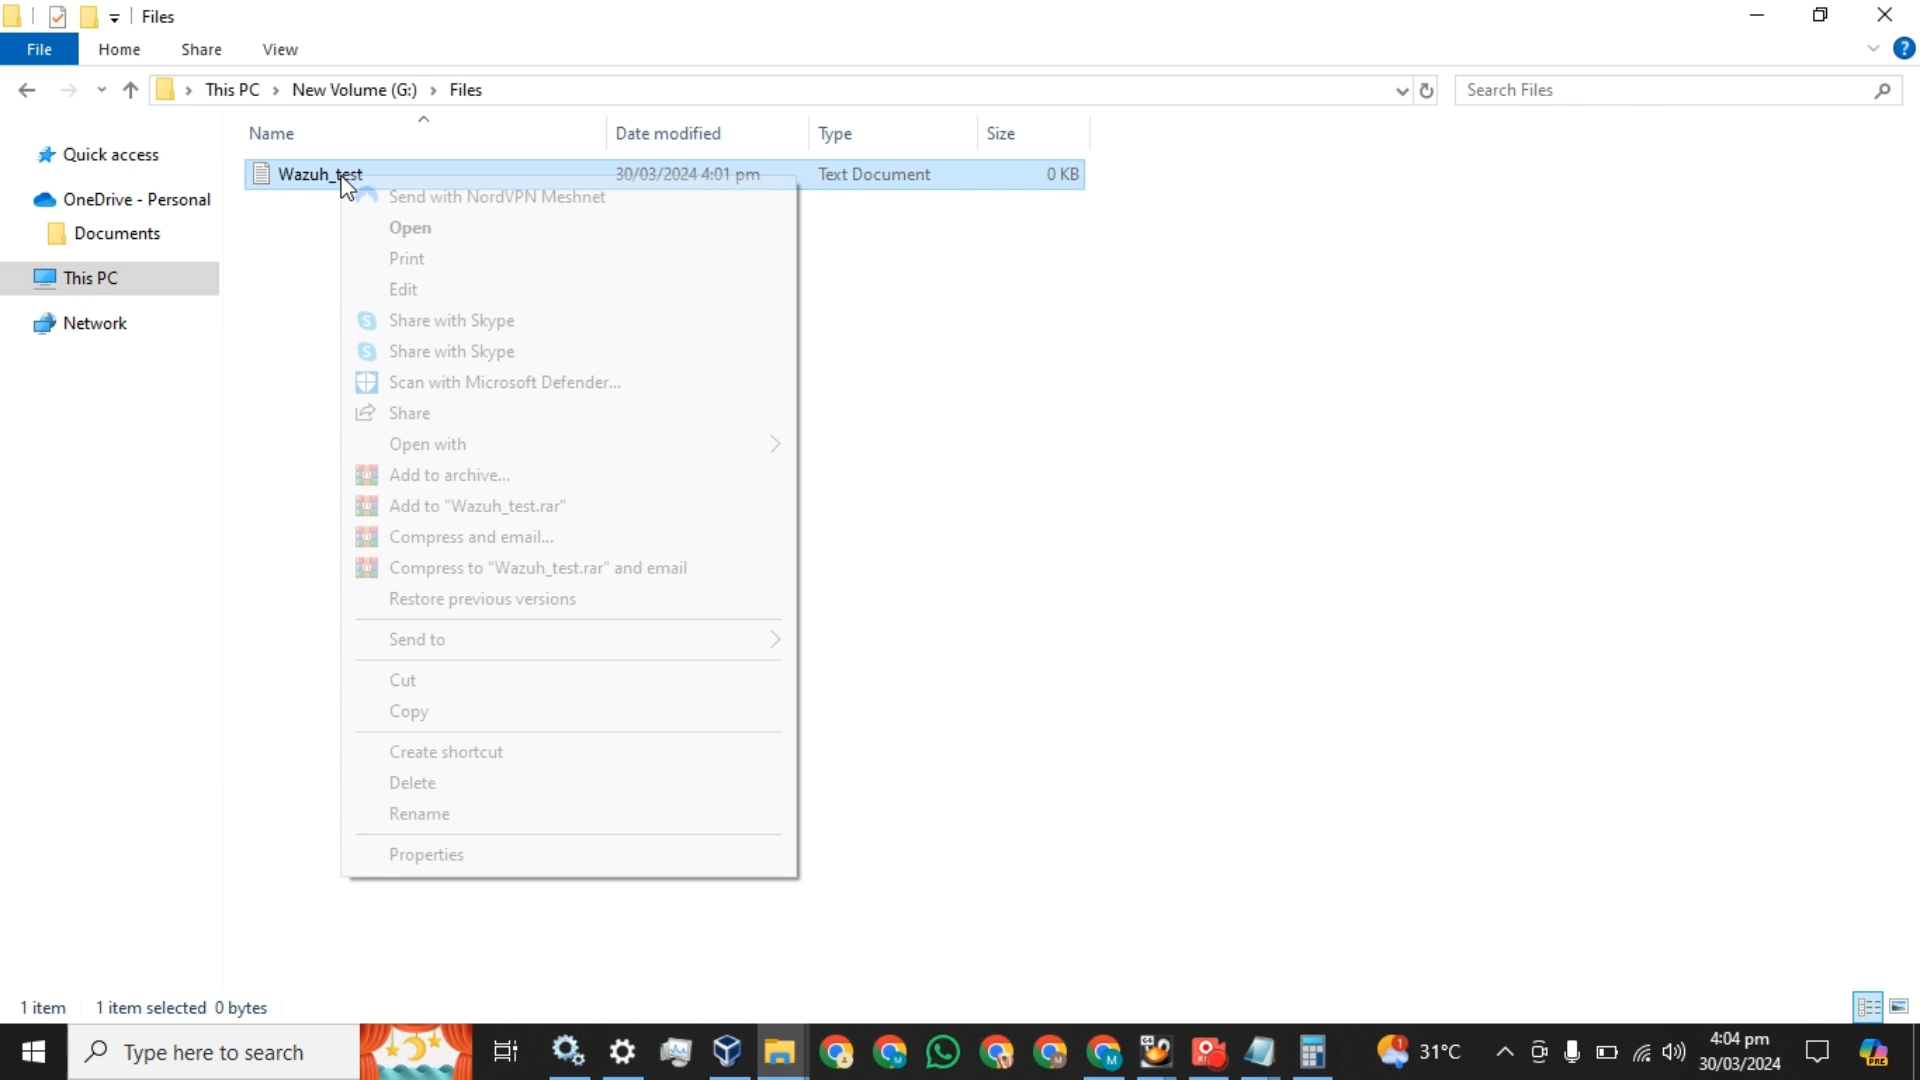 Files
File Home Share View
This PC > New Volume (G:) > Files
Search Files
Name Date modified Type Size
Quick access
OneDrive - Personal
Documents
This PC
Network
Wazuh_test 30/03/2024 4:01 pm Text Document 0 KB
Send with NordVPN Meshnet
Open
Print
Edit
Share with Skype
Share with Skype
Scan with Microsoft Defender...
Share
Open with
Add to archive...
Add to "Wazuh_test.rar"
Compress and email...
Compress to "Wazuh_test.rar" and email
Restore previous versions
Send to
Cut
Copy
Create shortcut
Delete
Rename
Properties
1 item 1 item selected 0 bytes
Type here to search
31°C
4:04 pm
30/03/2024